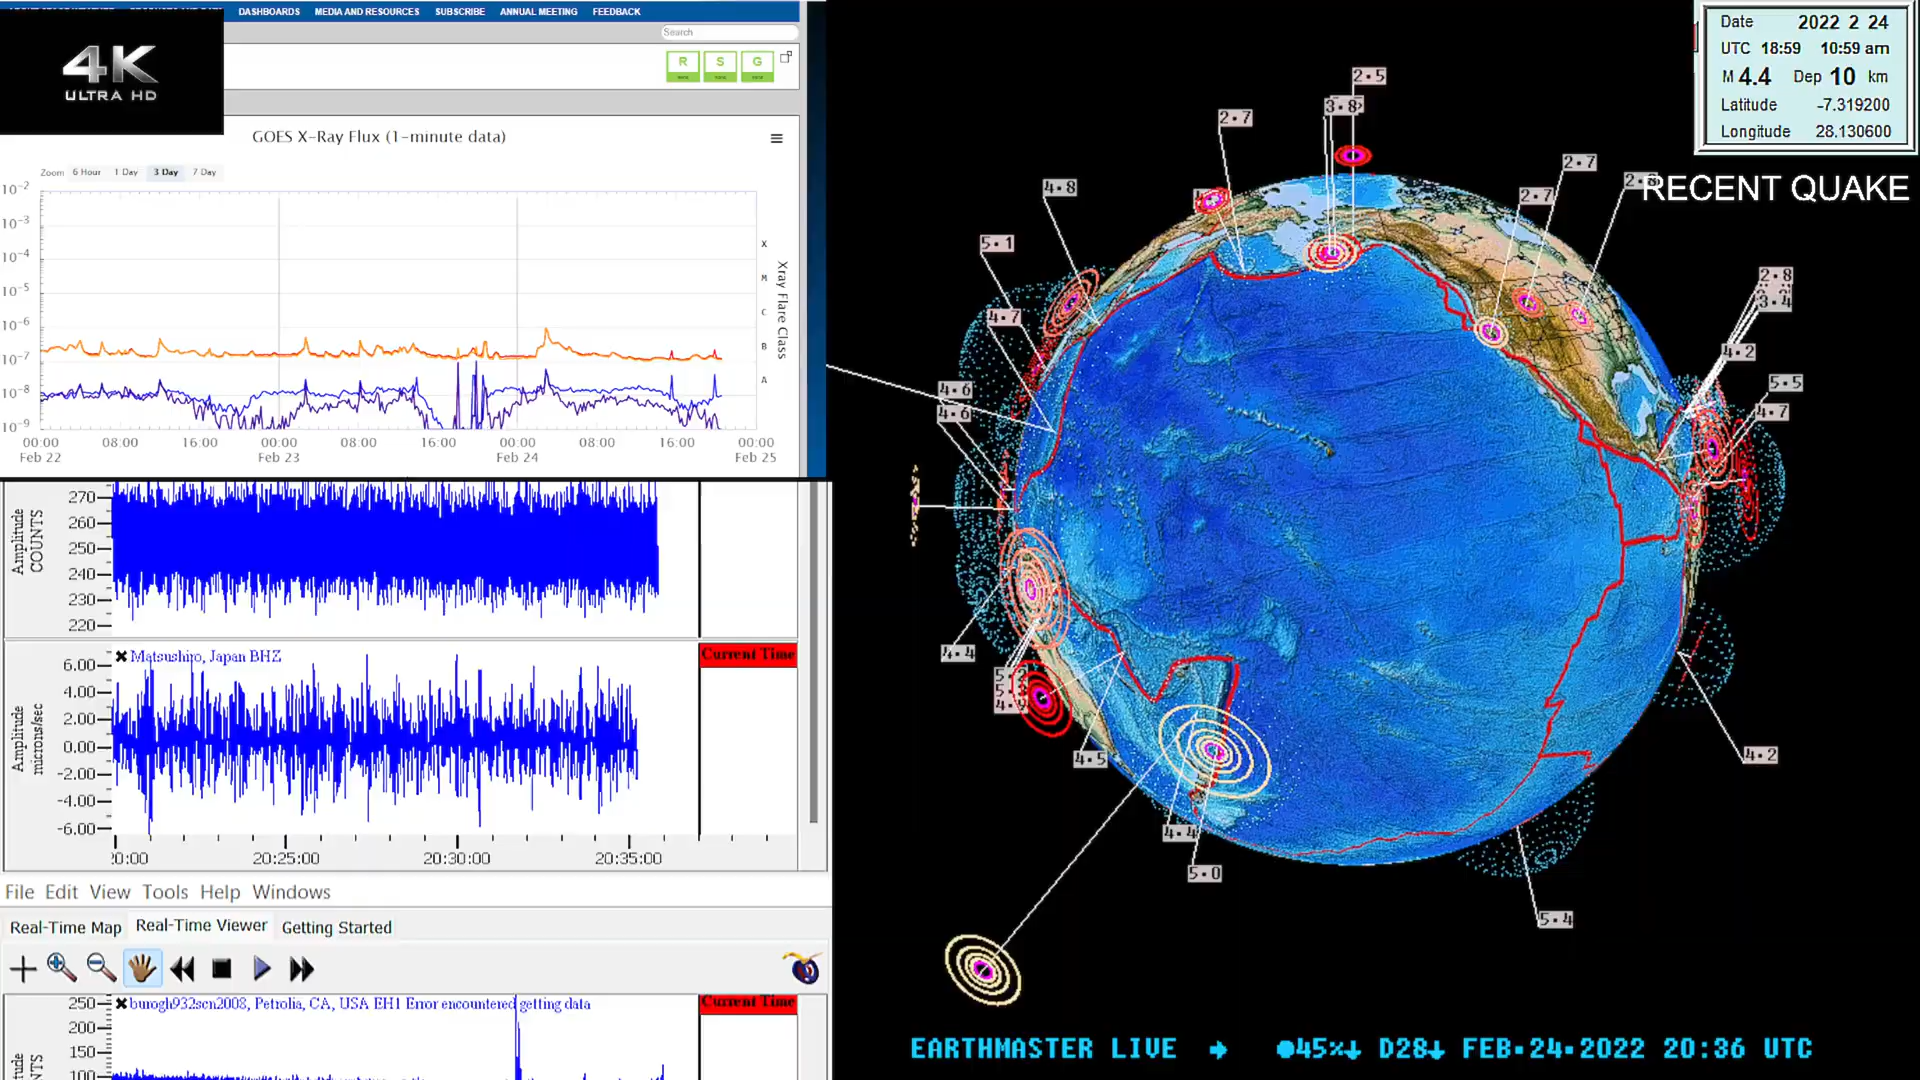 DASHBOARDS MEDIA AND RESOURCES SUBSCRIBE ANNUAL MEETING FEEDBACK
Search
4K
ULTRA HD
R S G
GOES X-Ray Flux (1-minute data)
Zoom 6 Hour 1 Day 3 Day 7 Day
10-2
10-3
10-4
10-5
10-6
10-7
10-8
10-9
X
M
C
B
A
Xray Flare Class
00:00 08:00 16:00 00:00 08:00 16:00 00:00 08:00 16:00 00:00
Feb 22 Feb 23 Feb 24 Feb 25
Amplitude
COUNTS
270
260
250
240
230
220
Matsushiro, Japan BHZ
Current Time
Amplitude
microns/sec
6.00
4.00
2.00
0.00
-2.00
-4.00
-6.00
20:00 20:25:00 20:30:00 20:35:00
File Edit View Tools Help Windows
Real-Time Map Real-Time Viewer Getting Started
burogh932scn2008, Petrolia, CA, USA EH1 Error encountered getting data
Current Time
250
200
150
100
Date 2022 2 24
UTC 18:59 10:59 am
M 4.4 Dep 10 km
Latitude -7.319200
Longitude 28.130600
RECENT QUAKE
2.5
3.8
2.7
2.7
4.8
2.7
5.1
2.8
3.4
4.7
4.2
5.5
4.6
4.7
4.6
4.4
4.5
4.2
4.4
5.0
5.4
EARTHMASTER LIVE → ●45%↓ D28↓ FEB.24.2022 20:36 UTC